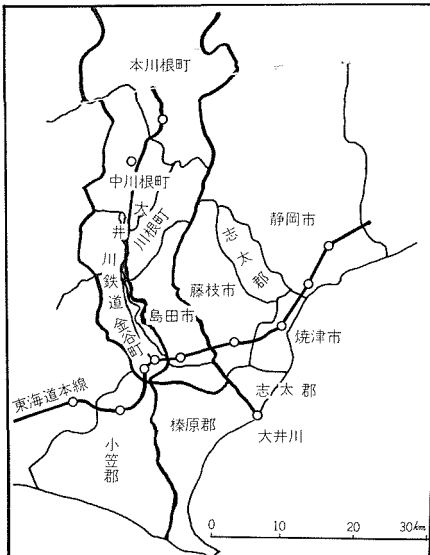 本川根町
中川根町
大井川鉄道
川根町
静岡市
志太郡
藤枝市
島田市
金谷町
焼津市
東海道本線
志太郡
榛原郡
大井川
小笠郡
0 10 20 30km